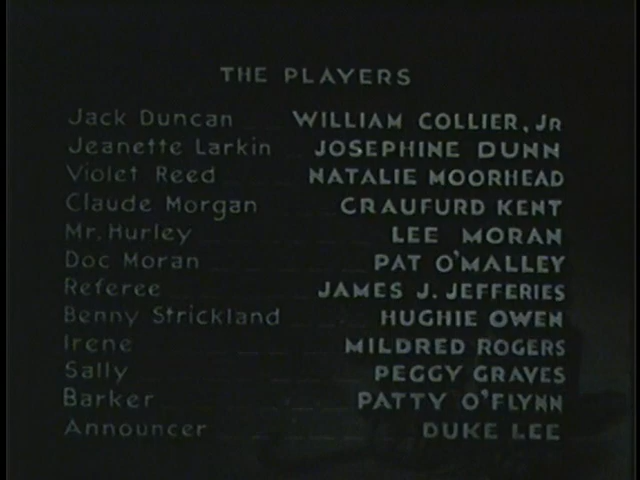 THE PLAYERS
Jack Duncan WILLIAM COLLIER, JR
Jeanette Larkin JOSEPHINE DUNN
Violet Reed NATALIE MOORHEAD
Claude Morgan CRAUFURD KENT
Mr. Hurley LEE MORAN
Doc Moran PAT O'MALLEY
Referee JAMES J. JEFFERIES
Benny Strickland HUGHIE OWEN
Irene MILDRED ROGERS
Sally PEGGY GRAVES
Barker PATTY O'FLYNN
Announcer DUKE LEE